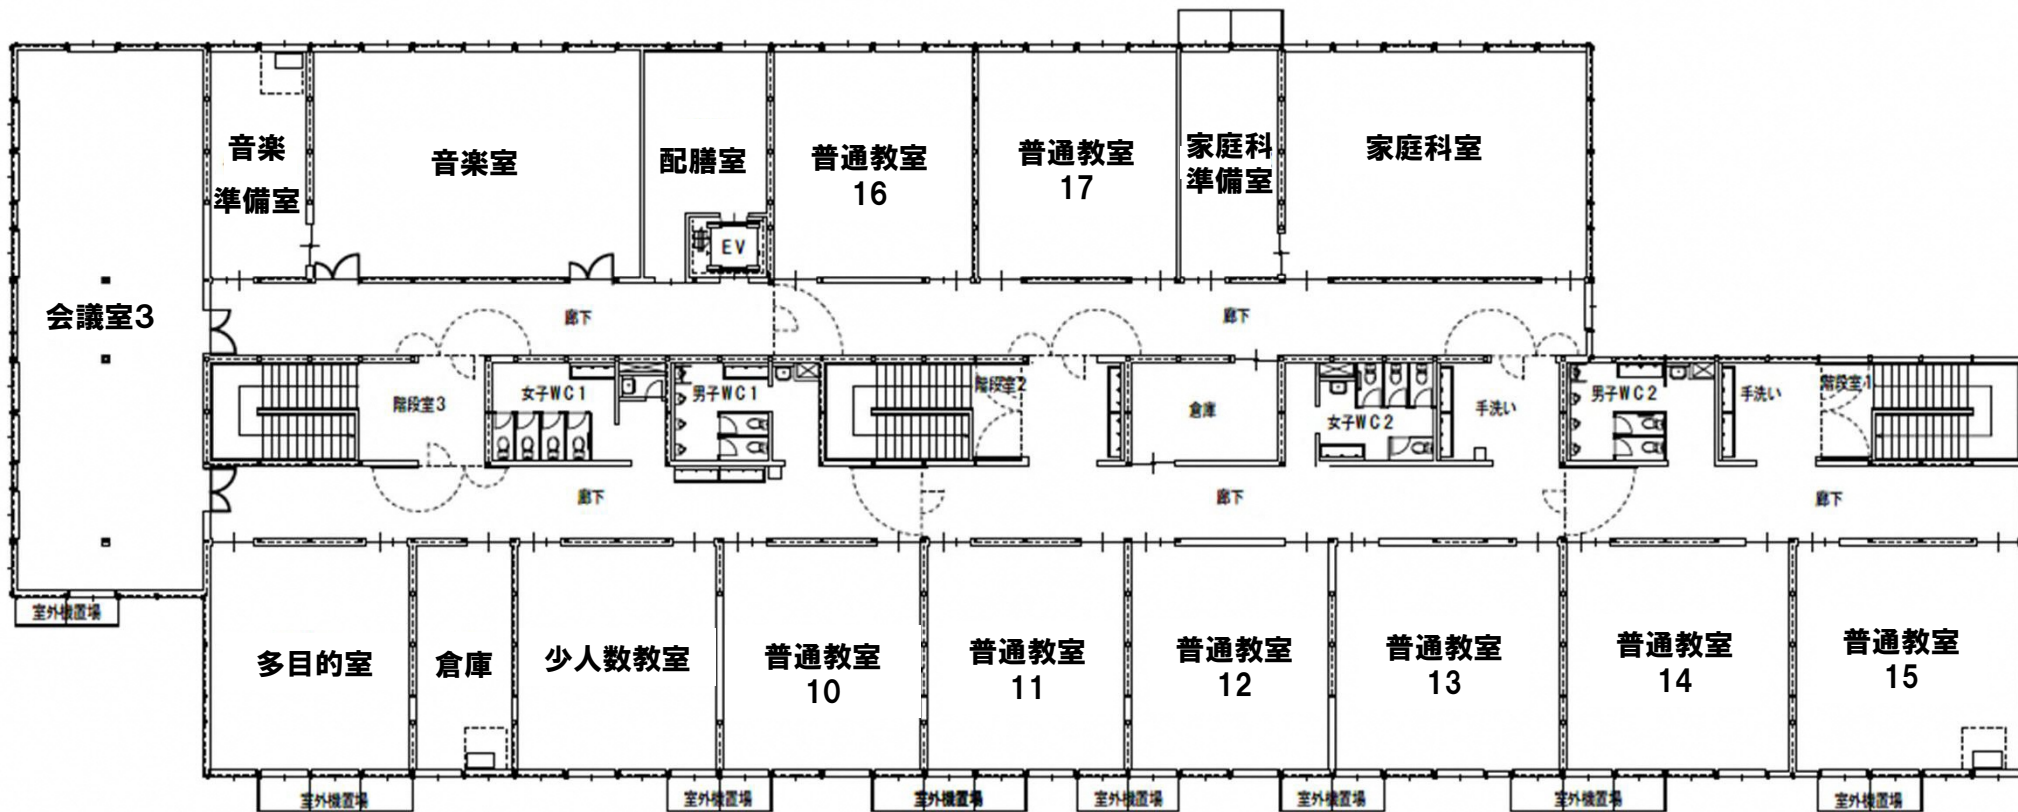 音楽
準備室
音楽室
配膳室
EV
普通教室
16
普通教室
17
家庭科
準備室
家庭科室
会議室3
廊下
廊下
階段室3
女子WC1
男子WC1
階段室2
倉庫
女子WC2
手洗い
男子WC2
手洗い
階段室1
廊下
廊下
廊下
室外機置場
多目的室
倉庫
少人数教室
普通教室
10
普通教室
11
普通教室
12
普通教室
13
普通教室
14
普通教室
15
室外機置場
室外機置場
室外機置場
室外機置場
室外機置場
室外機置場
室外機置場